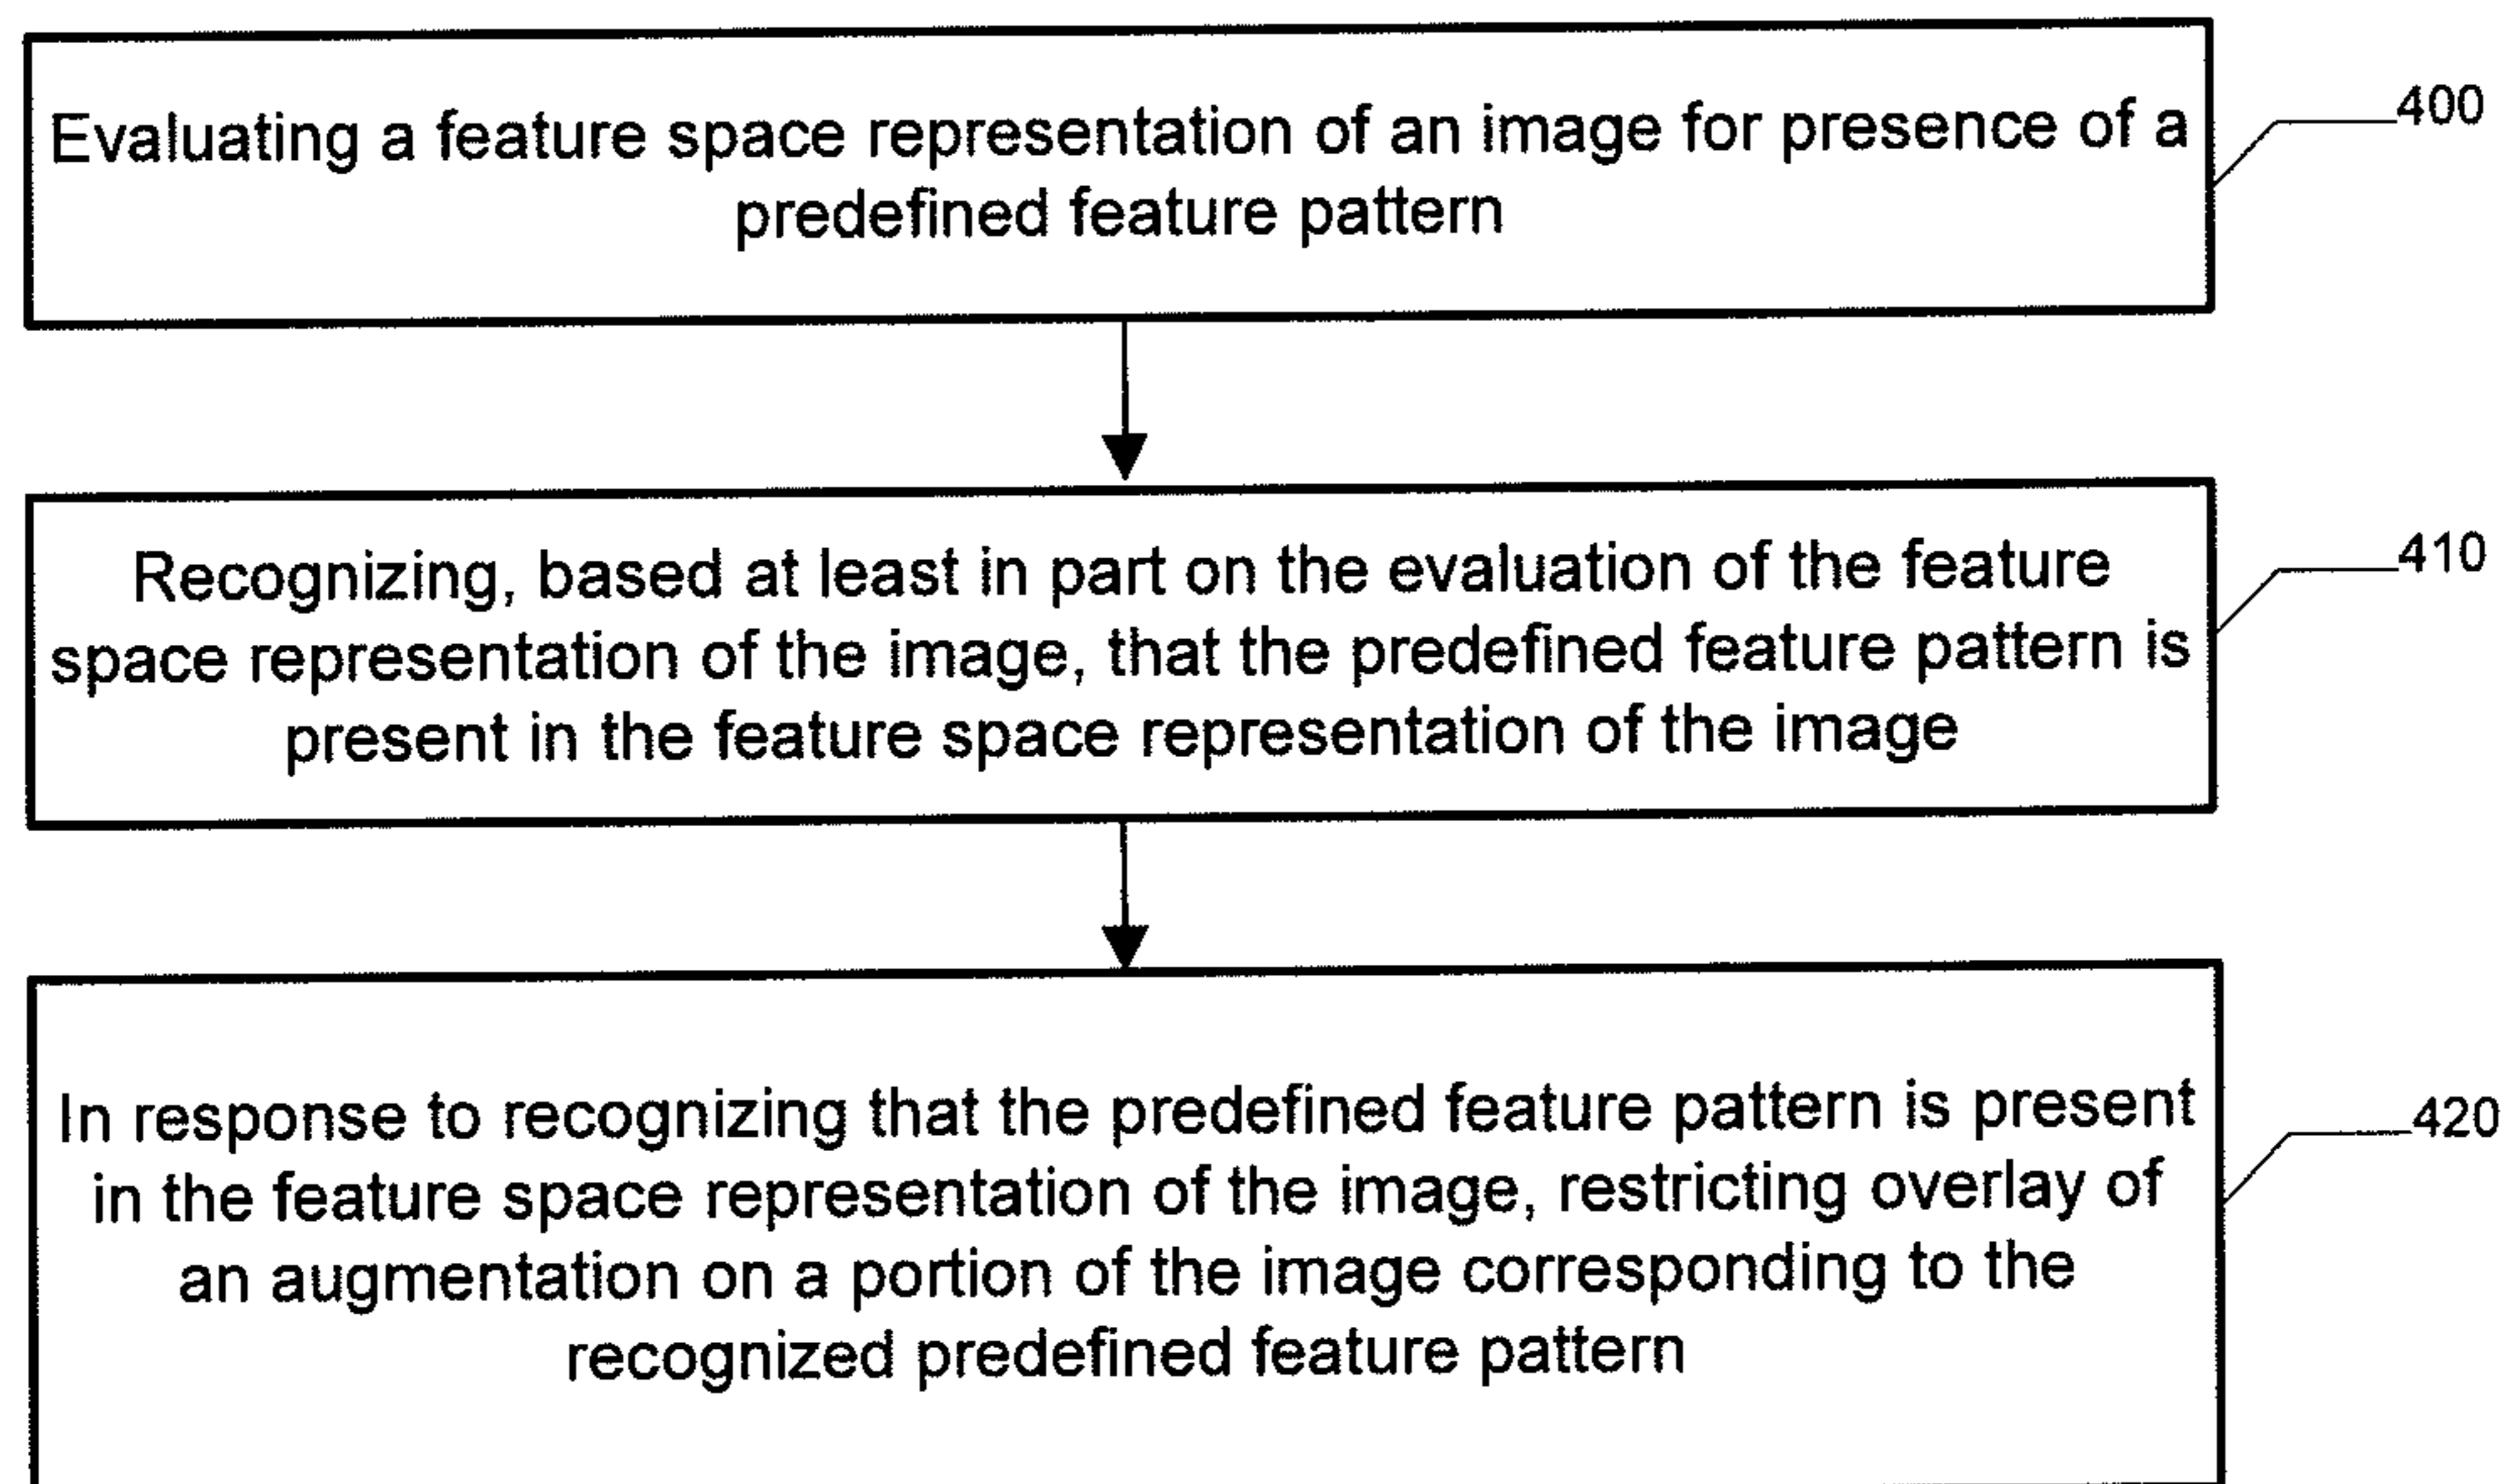 Evaluating a feature space representation of an image for presence of a
predefined feature pattern
400
Recognizing, based at least in part on the evaluation of the feature
space representation of the image, that the predefined feature pattern is
present in the feature space representation of the image
410
In response to recognizing that the predefined feature pattern is present
in the feature space representation of the image, restricting overlay of
an augmentation on a portion of the image corresponding to the
recognized predefined feature pattern
420